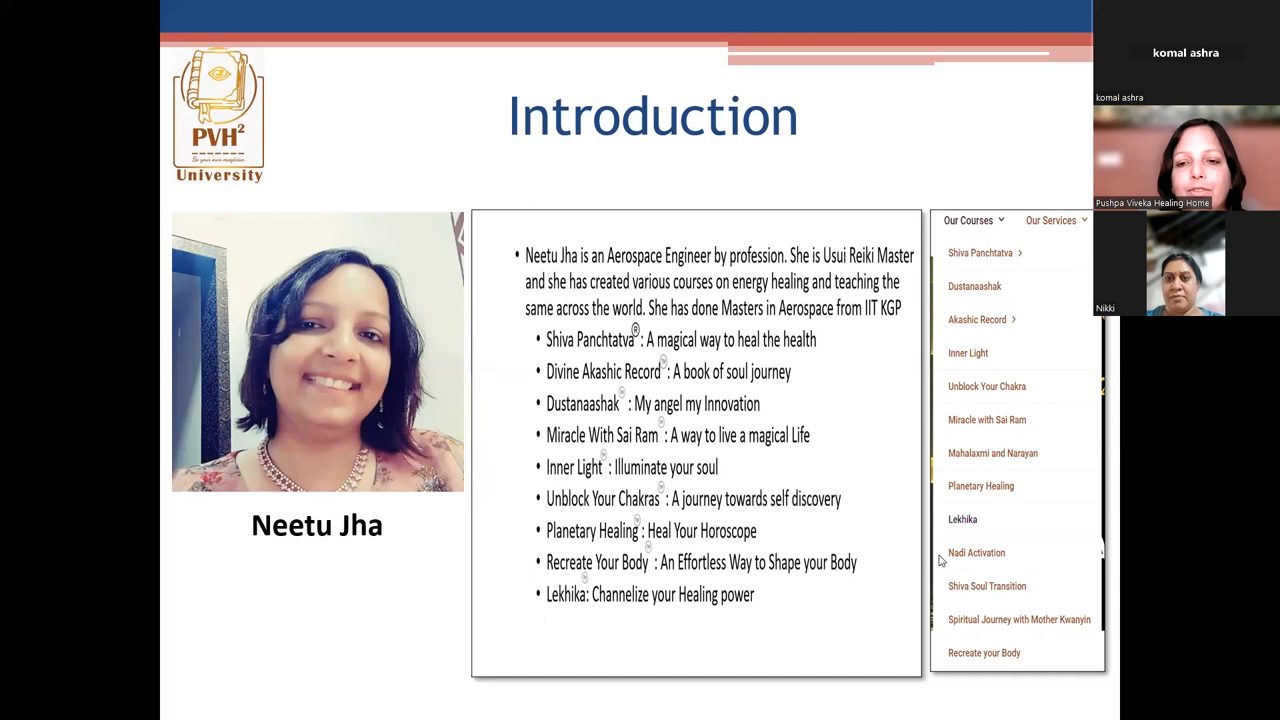 PVH²
Be your own magician
University
Introduction
Neetu Jha
• Neetu Jha is an Aerospace Engineer by profession. She is Usui Reiki Master
and she has created various courses on energy healing and teaching the
same across the world. She has done Masters in Aerospace from IIT KGP
• Shiva Panchtatva® : A magical way to heal the health
• Divine Akashic Record : A book of soul journey
• Dustanaashak : My angel my Innovation
• Miracle With Sai Ram : A way to live a magical Life
• Inner Light : Illuminate your soul
• Unblock Your Chakras : A journey towards self discovery
• Planetary Healing : Heal Your Horoscope
• Recreate Your Body : An Effortless Way to Shape your Body
• Lekhika: Channelize your Healing power
Our Courses Our Services
Shiva Panchtatva
Dustanaashak
Akashic Record
Inner Light
Unblock Your Chakra
Miracle with Sai Ram
Mahalaxmi and Narayan
Planetary Healing
Lekhika
Nadi Activation
Shiva Soul Transition
Spiritual Journey with Mother Kwanyin
Recreate your Body
komal ashra
komal ashra
Pushpa Viveka Healing Home
Nikki